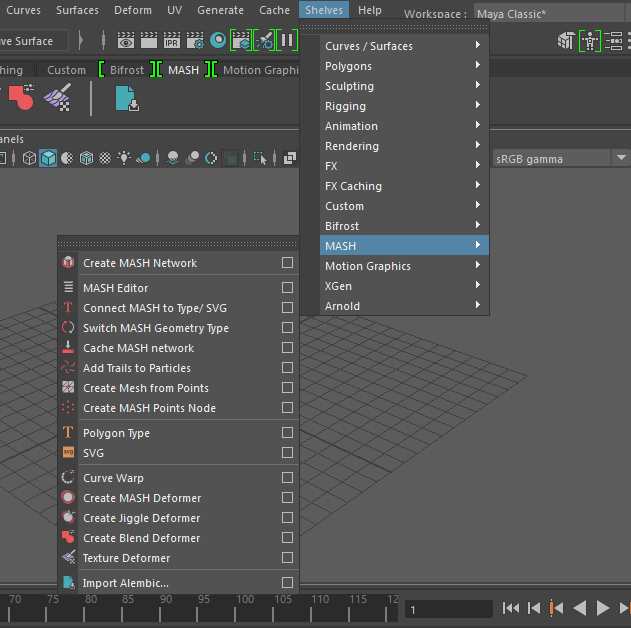 Curves Surfaces Deform UV Generate Cache Shelves Help Workspace : Maya Classic*
ve Surface
IPR
hing Custom Bifrost MASH Motion Graphi
anels
sRGB gamma
Curves / Surfaces
Polygons
Sculpting
Rigging
Animation
Rendering
FX
FX Caching
Custom
Bifrost
MASH
Motion Graphics
XGen
Arnold
Create MASH Network
MASH Editor
Connect MASH to Type/ SVG
Switch MASH Geometry Type
Cache MASH network
Add Trails to Particles
Create Mesh from Points
Create MASH Points Node
Polygon Type
SVG
Curve Warp
Create MASH Deformer
Create Jiggle Deformer
Create Blend Deformer
Texture Deformer
Import Alembic...
70 75 80 85 90 95 100 105 110 115 12
1